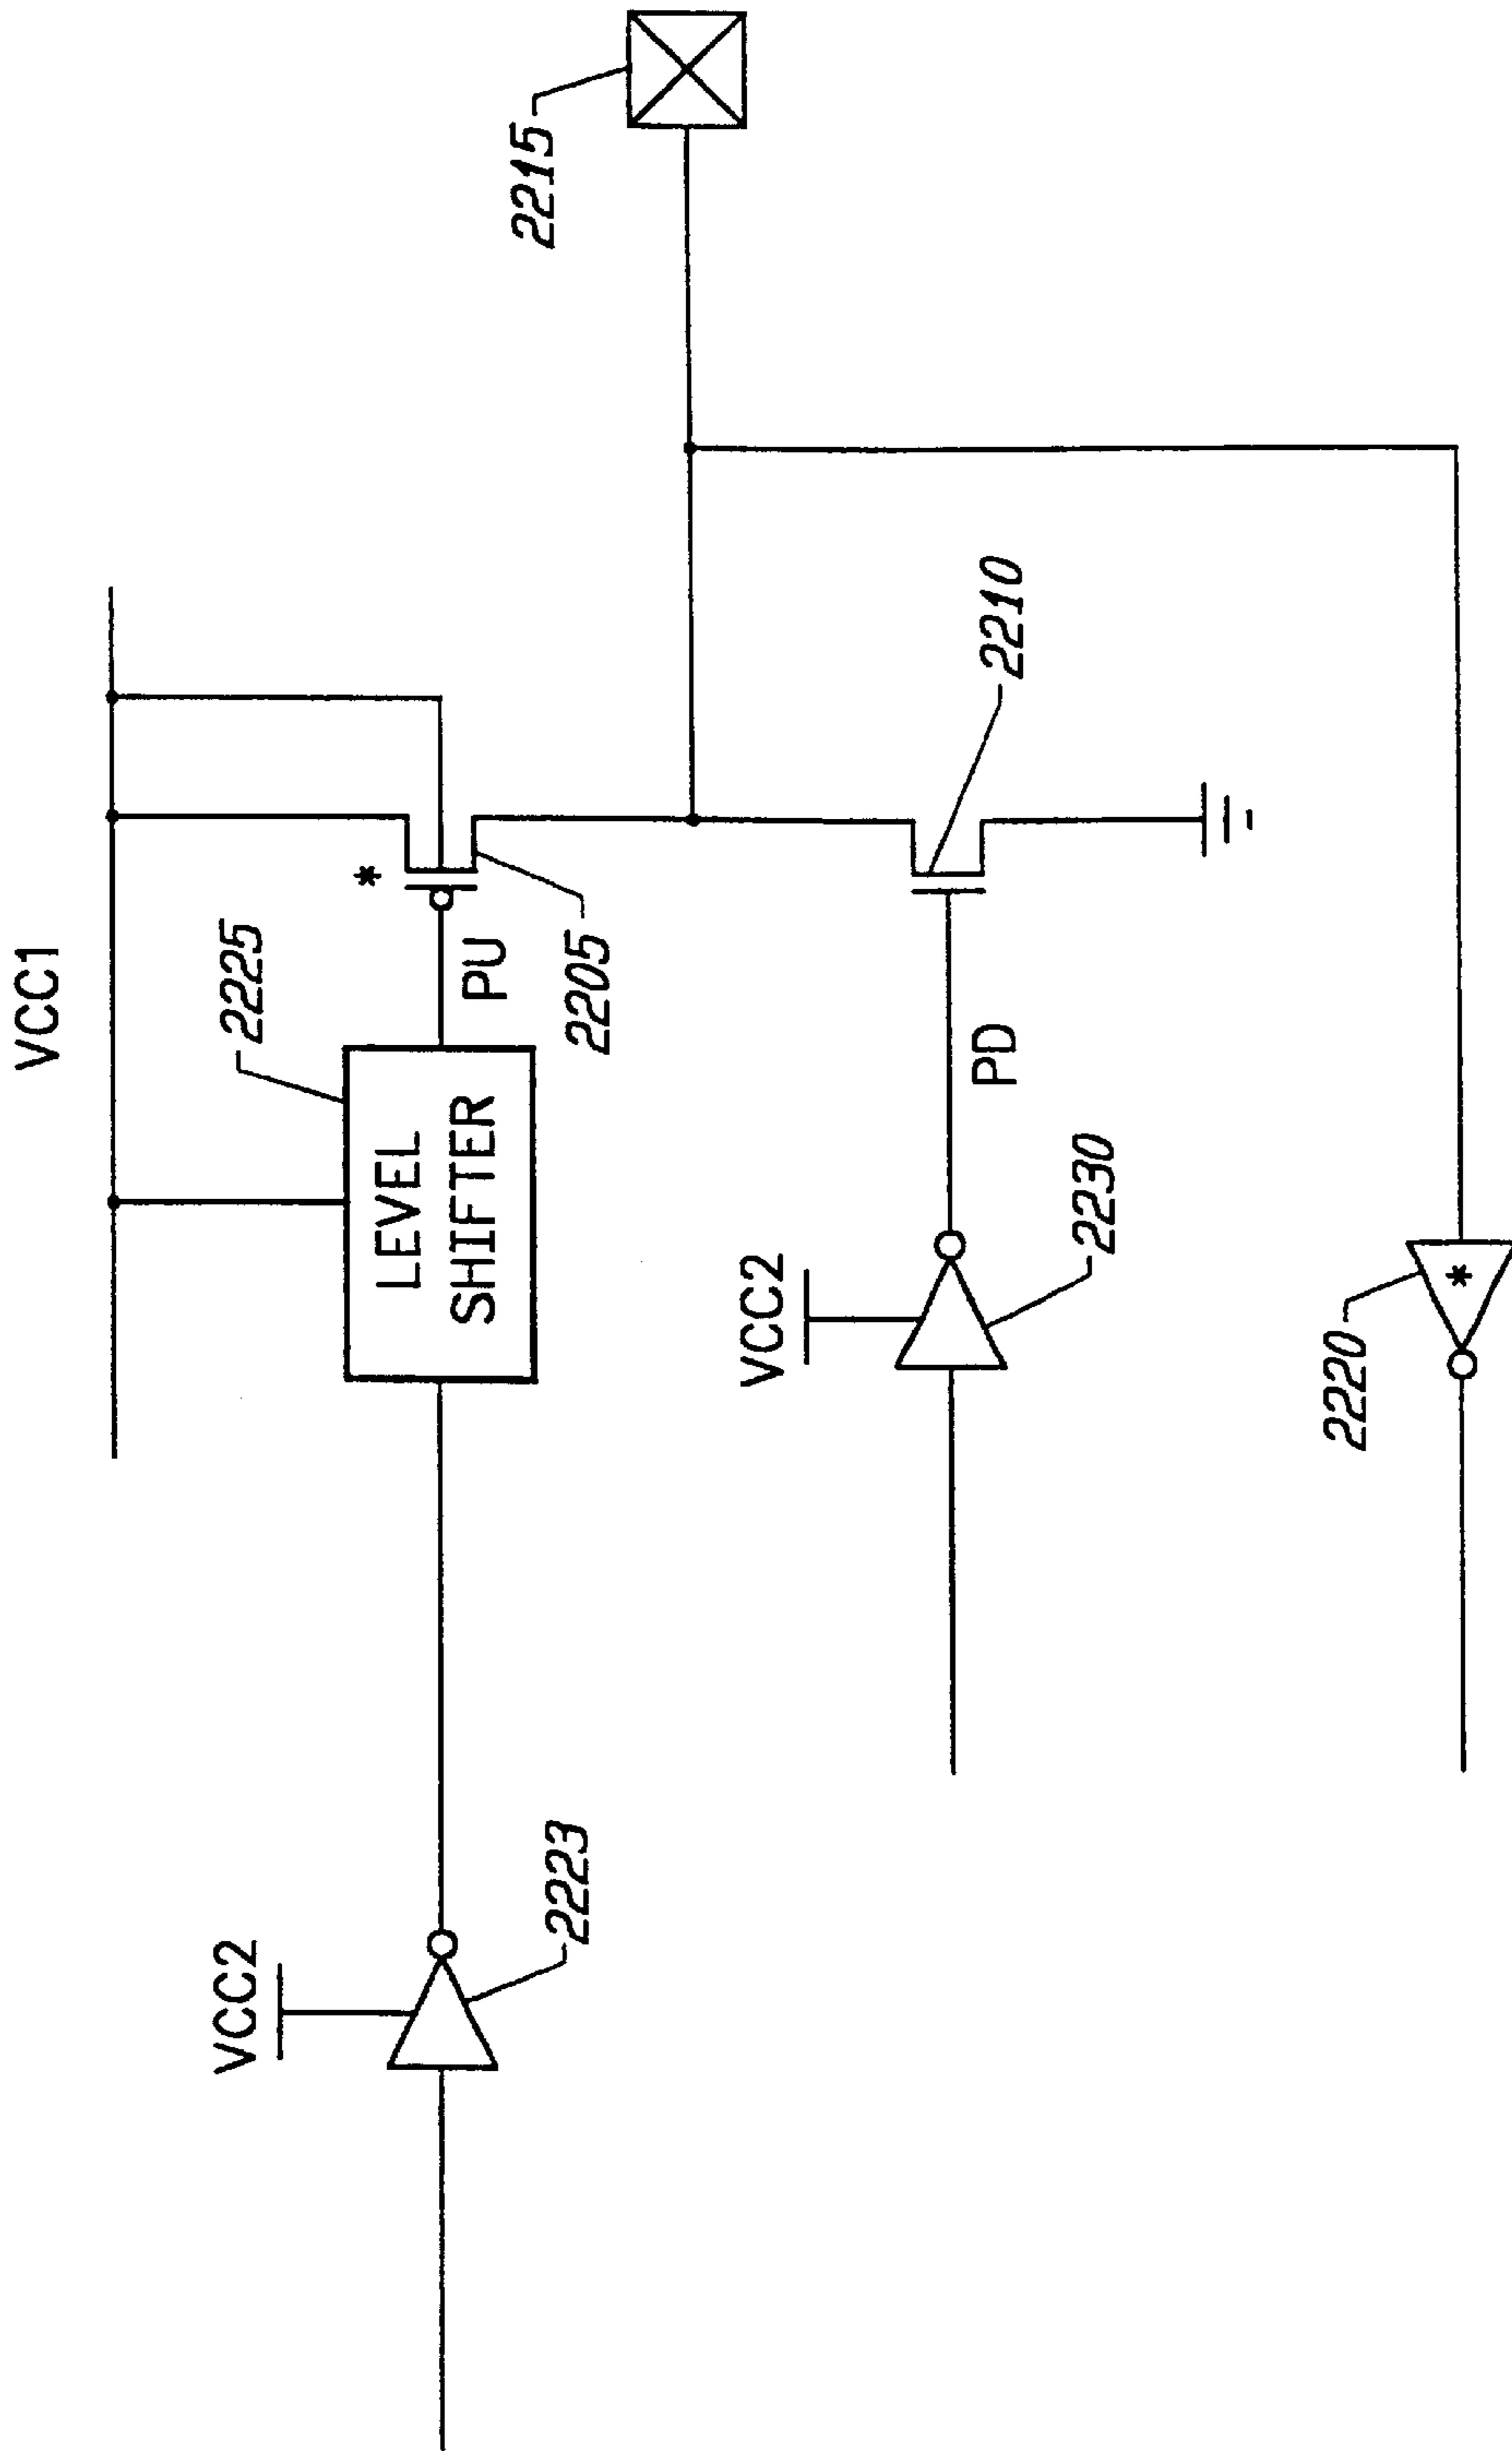 VCC1
2225
LEVEL
SHIFTER
*
PU
2205
2215
VCC2
2223
VCC2
2230
PD
2210
2220
*